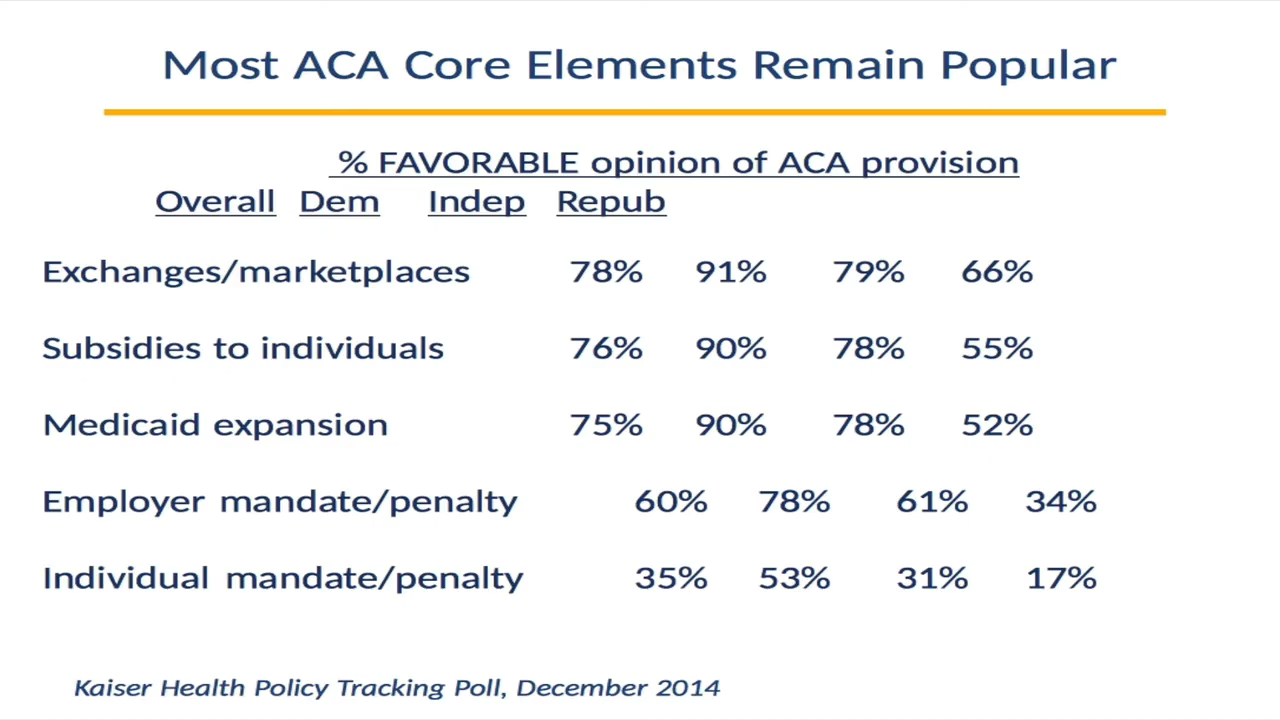 Most ACA Core Elements Remain Popular
% FAVORABLE opinion of ACA provision
Overall Dem Indep Repub
Exchanges/marketplaces 78% 91% 79% 66%
Subsidies to individuals 76% 90% 78% 55%
Medicaid expansion 75% 90% 78% 52%
Employer mandate/penalty 60% 78% 61% 34%
Individual mandate/penalty 35% 53% 31% 17%
Kaiser Health Policy Tracking Poll, December 2014